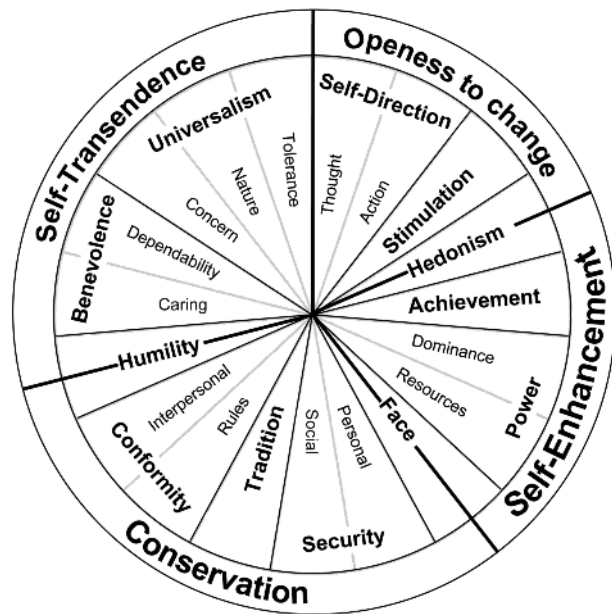 Openess to change
Self-Transendence
Self-Enhancement
Conservation
Universalism
Tolerance
Nature
Concern
Self-Direction
Thought
Action
Stimulation
Hedonism
Achievement
Power
Dominance
Resources
Face
Security
Personal
Social
Tradition
Conformity
Rules
Interpersonal
Humility
Benevolence
Caring
Dependability